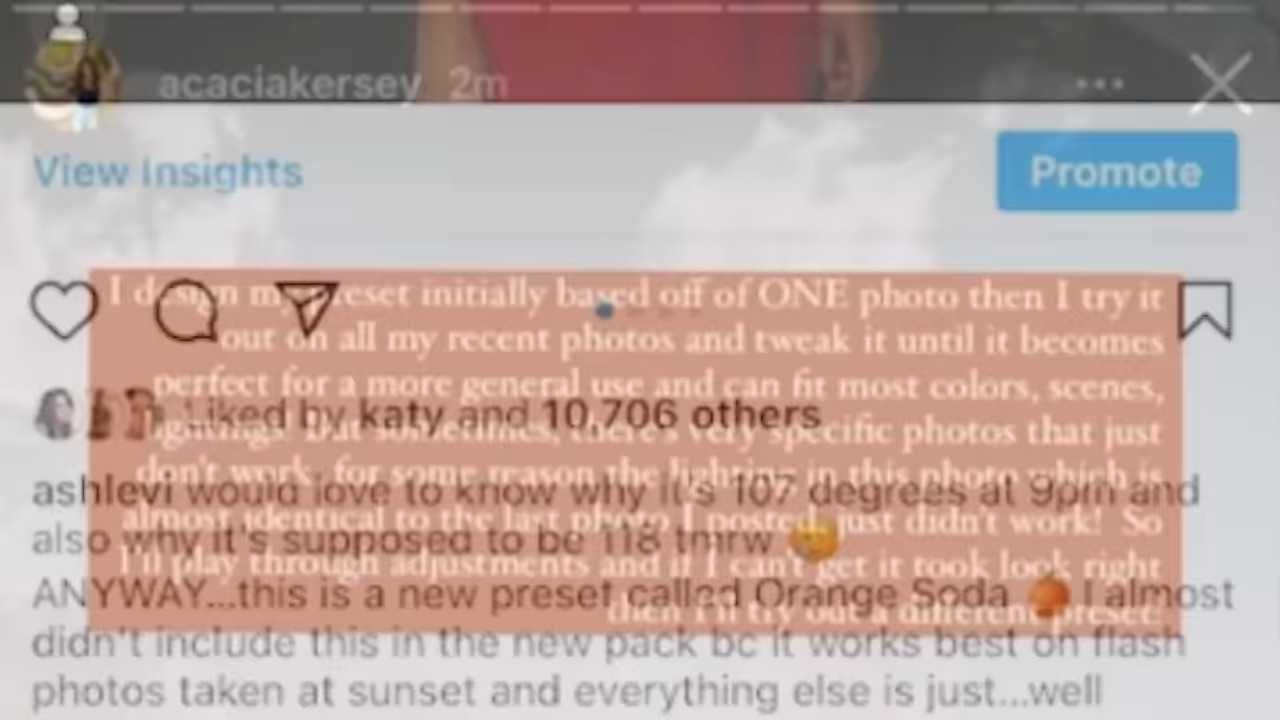 acaciakersey 2m
View Insights
Promote
I design my preset initially based off of ONE photo then I try it
out on all my recent photos and tweak it until it becomes
perfect for a more general use and can fit most colors, scenes,
Liked by katy and 10,706 others
lightings. But sometimes, there's very specific photos that just
don't work, for some reason the lighting in this photo which is
ashlevi would love to know why it's 107 degrees at 9pm and
almost identical to the last photo I posted, just didn't work! So
also why it's supposed to be 118 tmrw 😢
I'll play through adjustments and if I can't get it took look right
ANYWAY...this is a new preset called Orange Soda 🍊 I almost
then I'll try out a different preset.
didn't include this in the new pack bc it works best on flash
photos taken at sunset and everything else is just...well